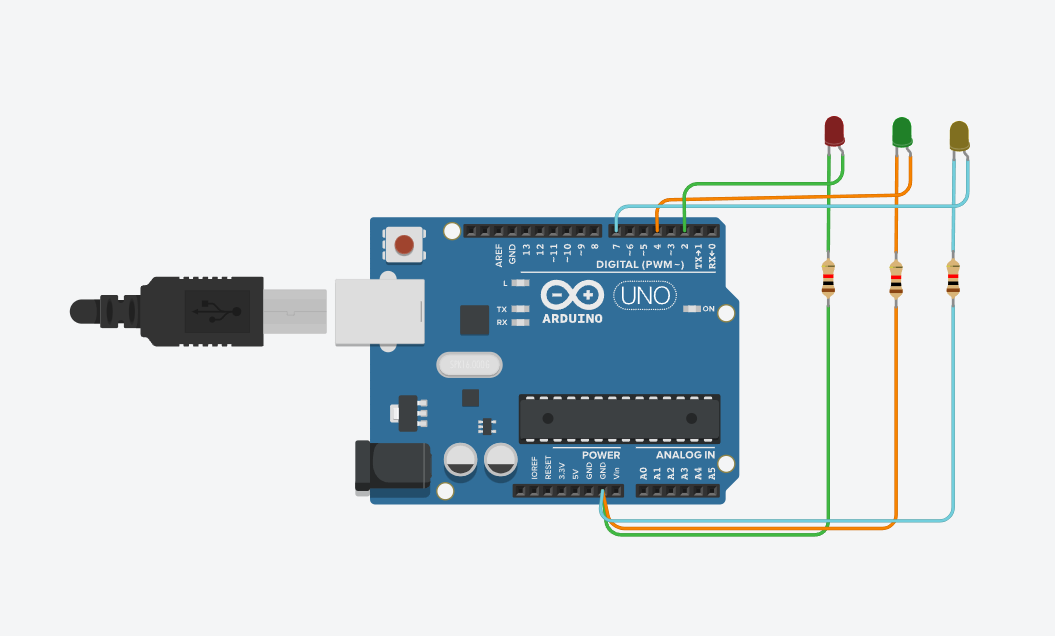 AREF
GND
13
12
~11
~10
~9
8
7
~6
~5
4
~3
2
TX→1
RX←0
DIGITAL (PWM~)
L
TX
RX
UNO
ON
ARDUINO
POWER
ANALOG IN
IOREF
RESET
3.3V
5V
GND
GND
Vin
A0
A1
A2
A3
A4
A5